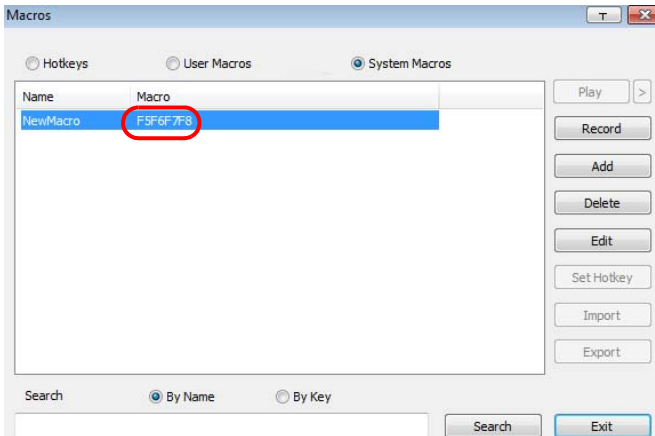 Macros
T
Hotkeys User Macros System Macros
Name Macro
NewMacro F5F6F7F8
Play >
Record
Add
Delete
Edit
Set Hotkey
Import
Export
Search By Name By Key
Search Exit